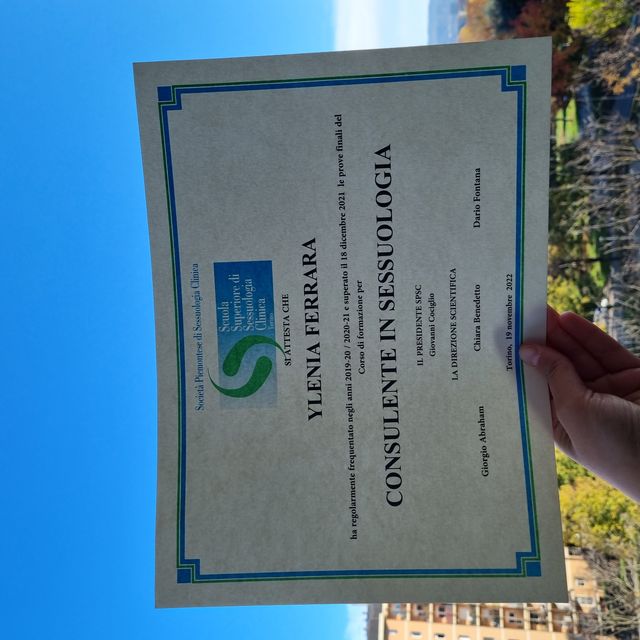 Società Piemontese di Sessuologia Clinica
Scuola
Superiore di
Sessuologia
Clinica
Torino
SI ATTESTA CHE
YLENIA FERRARA
ha regolarmente frequentato negli anni 2019-20 / 2020-21 e superato il 18 dicembre 2021 le prove finali del
Corso di formazione per
CONSULENTE IN SESSUOLOGIA
IL PRESIDENTE SPSC
Giovanni Cociglio
LA DIREZIONE SCIENTIFICA
Giorgio Abraham Chiara Benedetto Dario Fontana
Torino, 19 novembre 2022